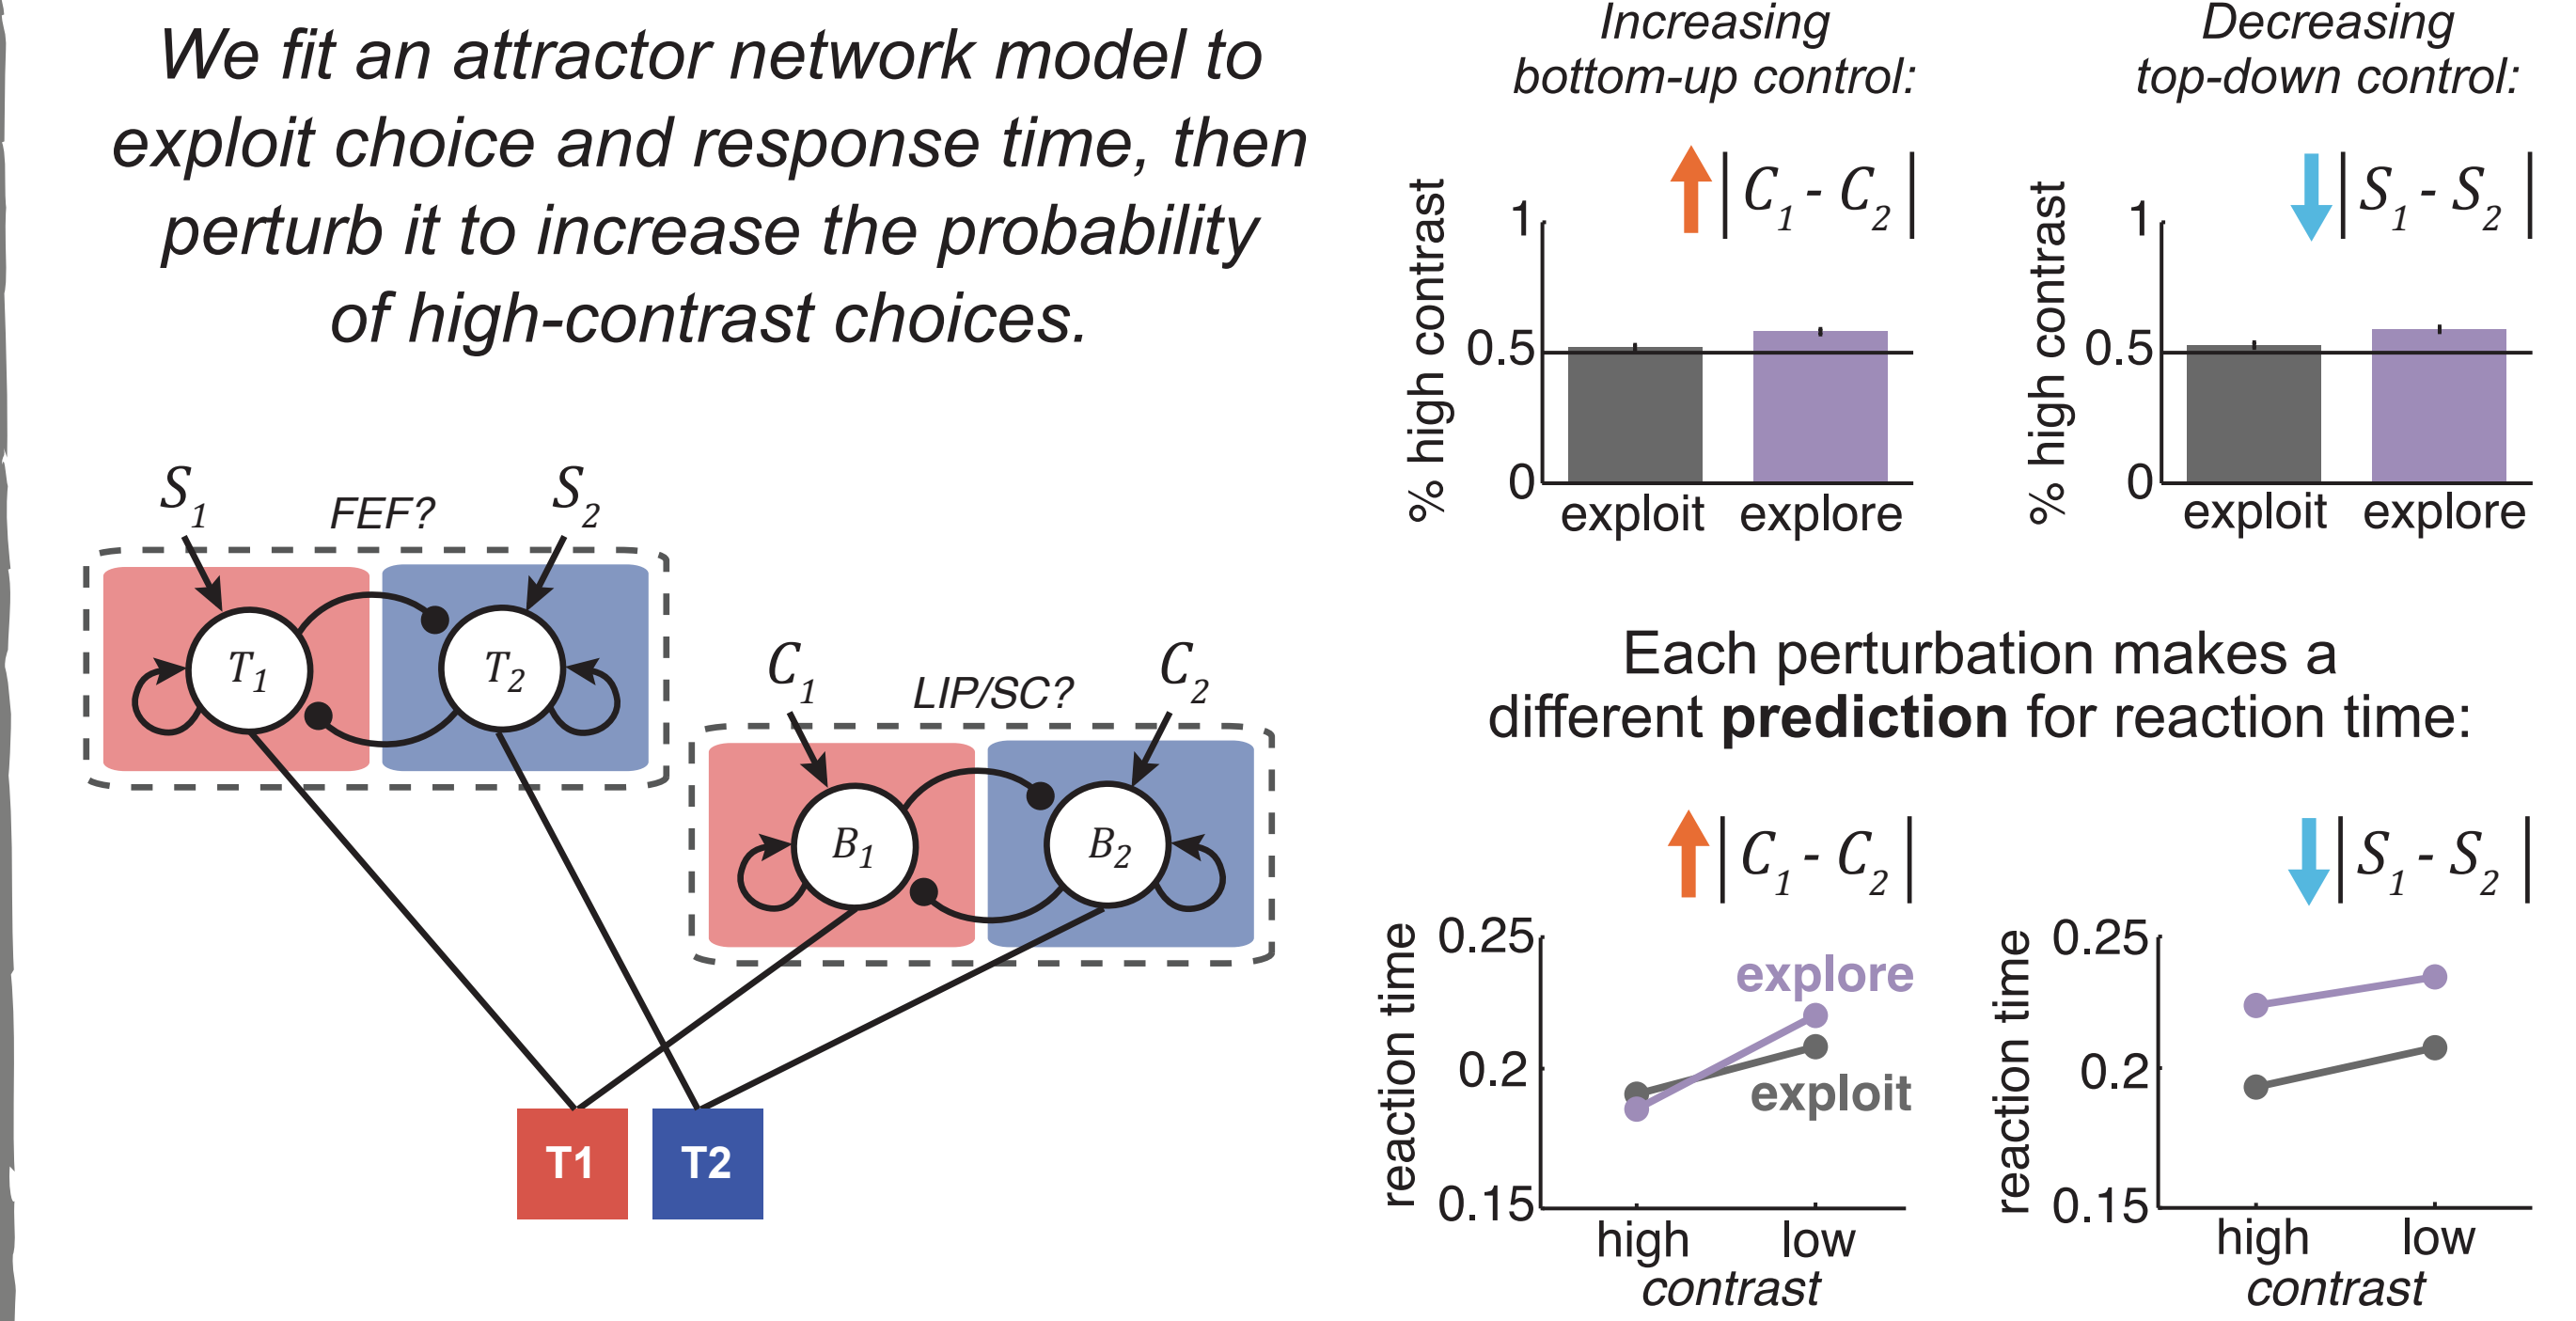 We fit an attractor network model to
exploit choice and response time, then
perturb it to increase the probability
of high-contrast choices.
S1
FEF?
S2
T1
T2
C1
LIP/SC?
C2
B1
B2
T1
T2
Increasing
bottom-up control:
| C1 - C2 |
% high contrast
1
0.5
0
exploit
explore
Decreasing
top-down control:
| S1 - S2 |
% high contrast
1
0.5
0
exploit
explore
Each perturbation makes a
different prediction for reaction time:
| C1 - C2 |
reaction time
0.25
0.2
0.15
explore
exploit
high
low
contrast
| S1 - S2 |
reaction time
0.25
0.2
0.15
high
low
contrast